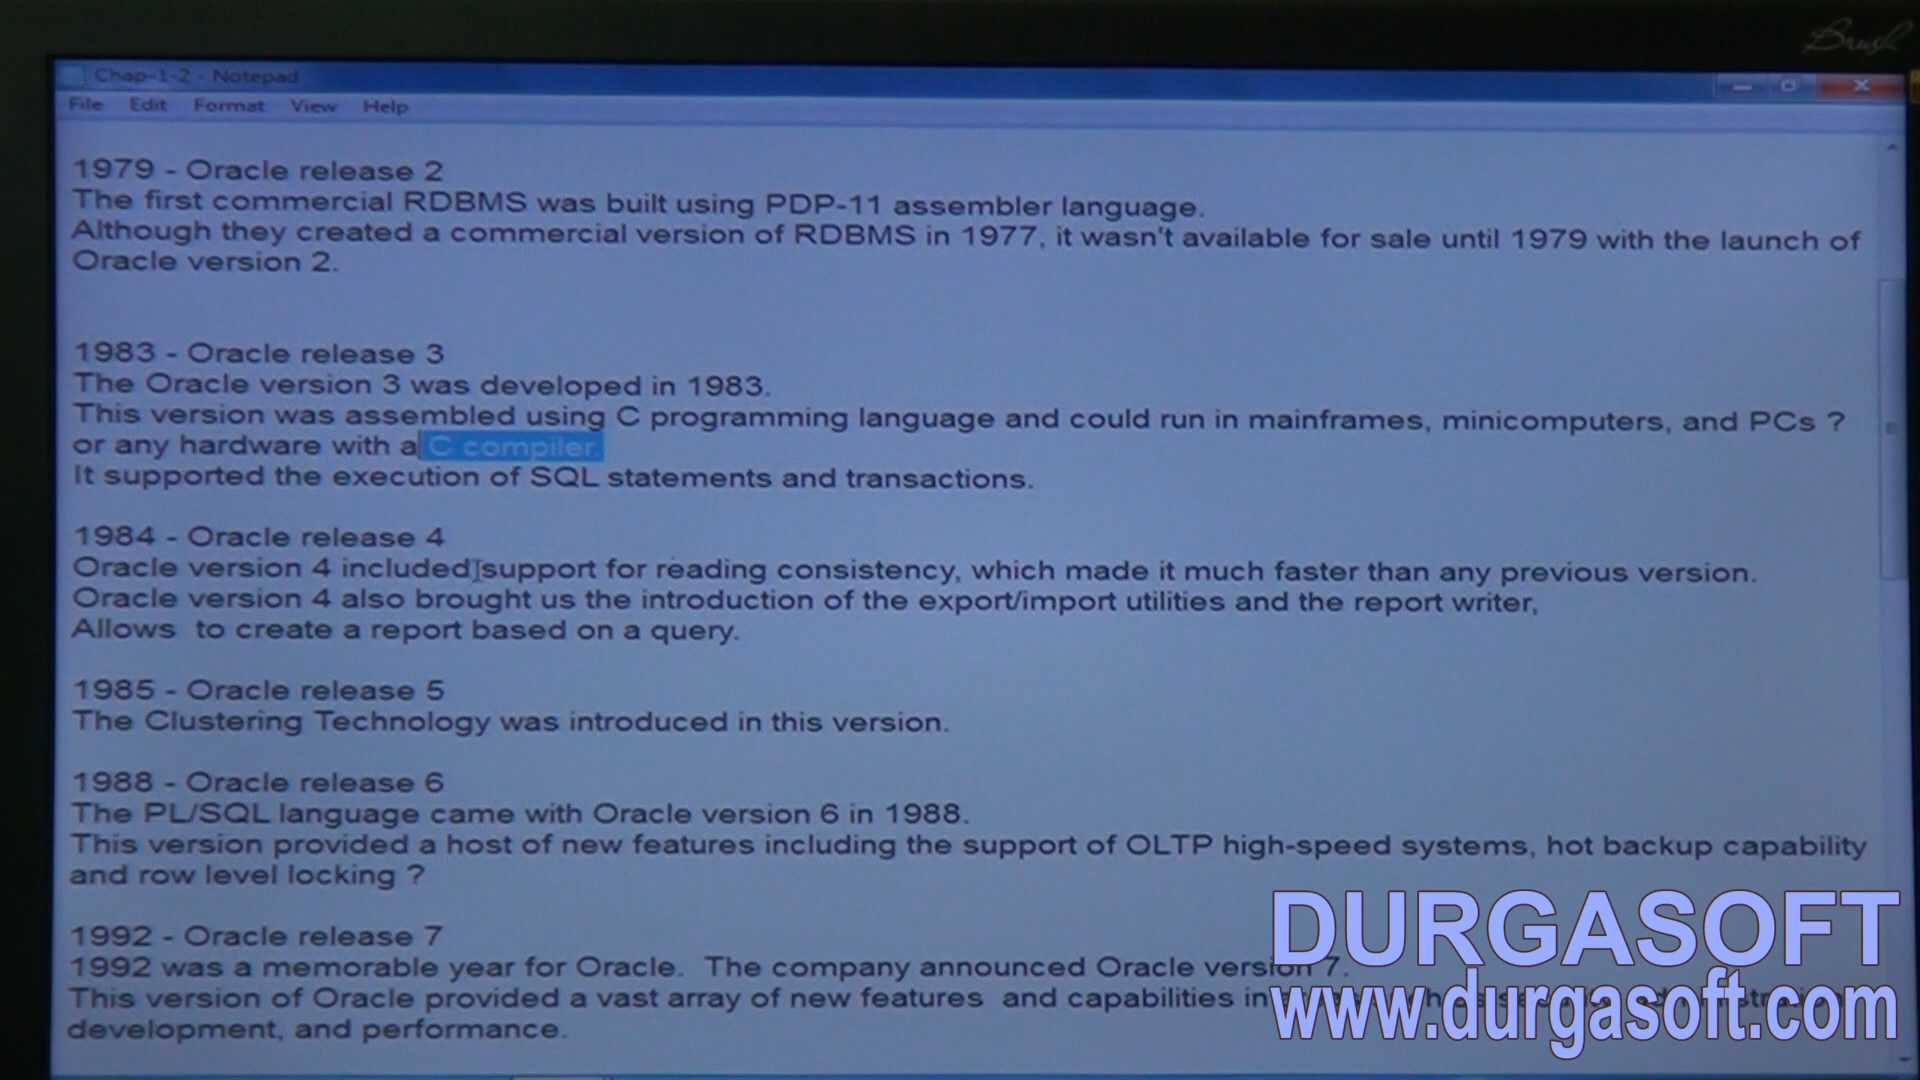 Brush
Chap-1-2 - Notepad
File Edit Format View Help
1979 - Oracle release 2
The first commercial RDBMS was built using PDP-11 assembler language.
Although they created a commercial version of RDBMS in 1977, it wasn't available for sale until 1979 with the launch of
Oracle version 2.
1983 - Oracle release 3
The Oracle version 3 was developed in 1983.
This version was assembled using C programming language and could run in mainframes, minicomputers, and PCs ?
or any hardware with a C compiler.
It supported the execution of SQL statements and transactions.
1984 - Oracle release 4
Oracle version 4 included support for reading consistency, which made it much faster than any previous version.
Oracle version 4 also brought us the introduction of the export/import utilities and the report writer,
Allows to create a report based on a query.
1985 - Oracle release 5
The Clustering Technology was introduced in this version.
1988 - Oracle release 6
The PL/SQL language came with Oracle version 6 in 1988.
This version provided a host of new features including the support of OLTP high-speed systems, hot backup capability
and row level locking ?
1992 - Oracle release 7
1992 was a memorable year for Oracle. The company announced Oracle version 7.
This version of Oracle provided a vast array of new features and capabilities in
development, and performance.
DURGASOFT
www.durgasoft.com